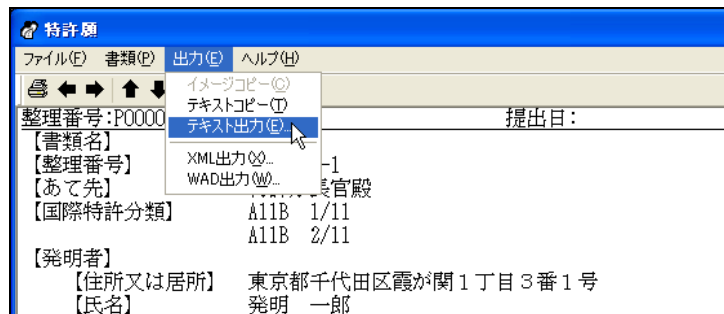 特許願
ファイル(F) 書類(P) 出力(E) ヘルプ(H)
イメージコピー(C)
テキストコピー(T)
テキスト出力(E)...
XML出力(X)...
WAD出力(W)...
整理番号:P0000 提出日:
【書類名】
【整理番号】 -1
【あて先】 長官殿
【国際特許分類】 A11B 1/11
A11B 2/11
【発明者】
【住所又は居所】 東京都千代田区霞が関1丁目3番1号
【氏名】 発明 一郎